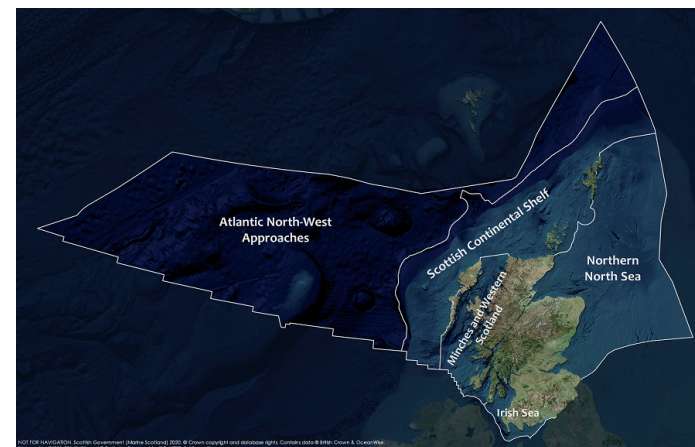 Atlantic North-West
Approaches
Scottish Continental Shelf
Northern
North Sea
Minches and Western
Scotland
Irish Sea
NOT FOR NAVIGATION. Scottish Government (Marine Scotland) 2020. © Crown copyright and database rights. Contains data © British Crown & OceanWise.